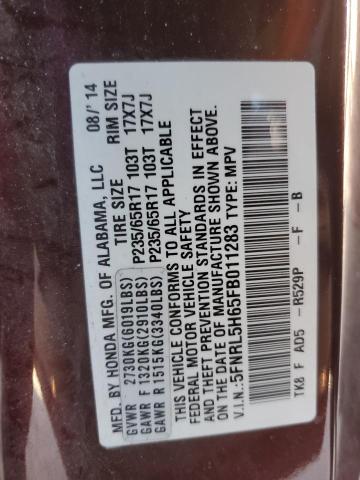 MFD. BY HONDA MFG. OF ALABAMA, LLC 08/'14
TIRE SIZE RIM SIZE
GVWR 2730KG(6019LBS)
GAWR F 1320KG(2910LBS) P235/65R17 103T 17X7J
GAWR R 1515KG(3340LBS) P235/65R17 103T 17X7J
THIS VEHICLE CONFORMS TO ALL APPLICABLE
FEDERAL MOTOR VEHICLE SAFETY
AND THEFT PREVENTION STANDARDS IN EFFECT
ON THE DATE OF MANUFACTURE SHOWN ABOVE.
V.I.N.:5FNRL5H65FB011283 TYPE: MPV
TK8 F AD5 -R529P -F -B